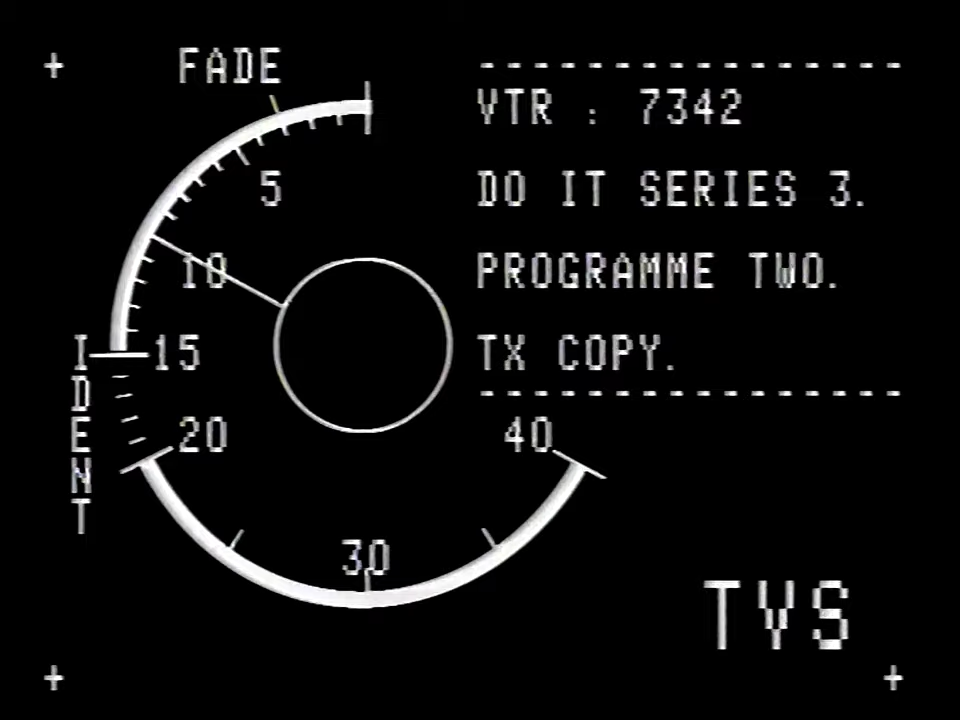 + FADE
- - - - - - - - - - - - - - - -
VTR : 7342
5
DO IT SERIES 3.
10
PROGRAMME TWO.
15
TX COPY.
- - - - - - - - - - - - - - - -
IDENT
20
40
30
TVS
+ +